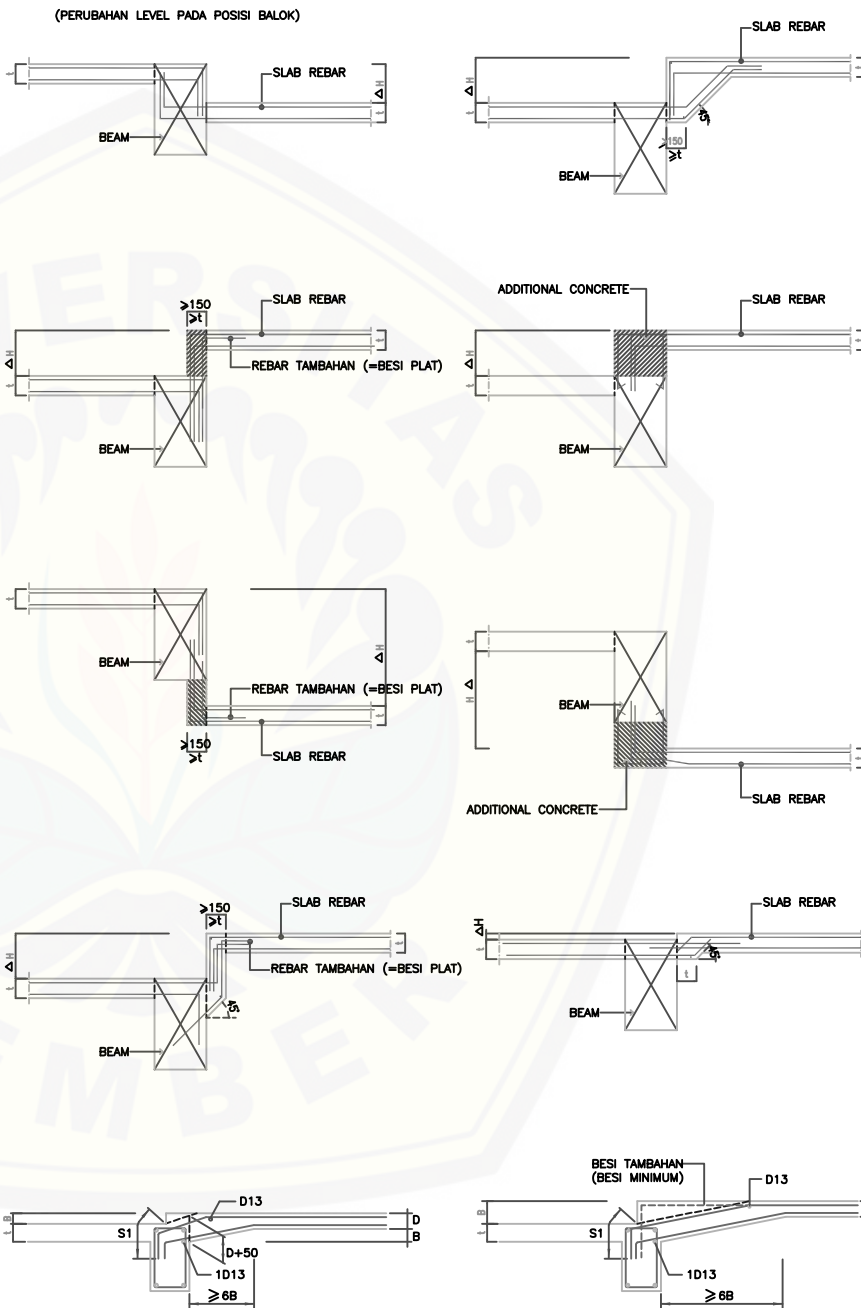 (PERUBAHAN LEVEL PADA POSISI BALOK)
t
SLAB REBAR
ΔH
t
BEAM
SLAB REBAR
ΔH
t
t
45°
≥150
≥t
BEAM
≥150
≥t
SLAB REBAR
ΔH
t
t
REBAR TAMBAHAN (=BESI PLAT)
BEAM
ADDITIONAL CONCRETE
SLAB REBAR
ΔH
t
t
BEAM
t
BEAM
ΔH
REBAR TAMBAHAN (=BESI PLAT)
t
≥150
≥t
SLAB REBAR
t
ΔH
BEAM
t
SLAB REBAR
ADDITIONAL CONCRETE
≥150
≥t
SLAB REBAR
ΔH
t
t
REBAR TAMBAHAN (=BESI PLAT)
45°
BEAM
SLAB REBAR
ΔH
t
t
45°
t
BEAM
D13
B
t
S1
D
B
D+50
1D13
≥6B
BESI TAMBAHAN
(BESI MINIMUM)
D13
B
t
S1
1D13
≥6B
UNIVERSITAS
JEMBER